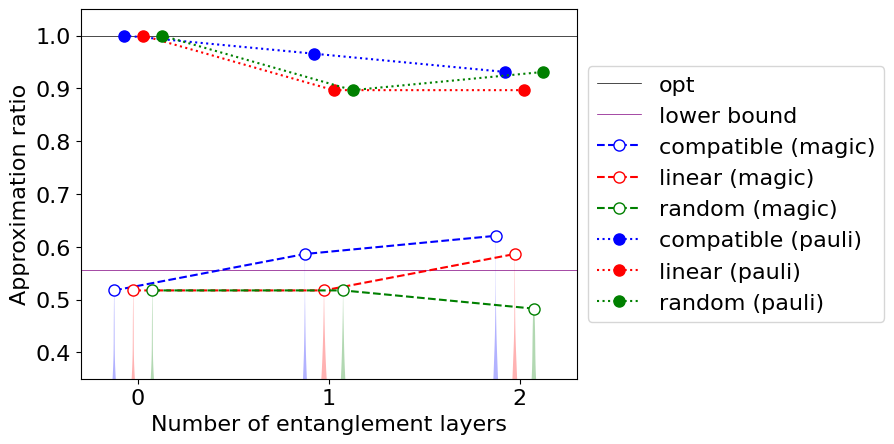 1.0
0.9
0.8
0.7
0.6
0.5
0.4
Approximation ratio
0 1 2
Number of entanglement layers
opt
lower bound
compatible (magic)
linear (magic)
random (magic)
compatible (pauli)
linear (pauli)
random (pauli)